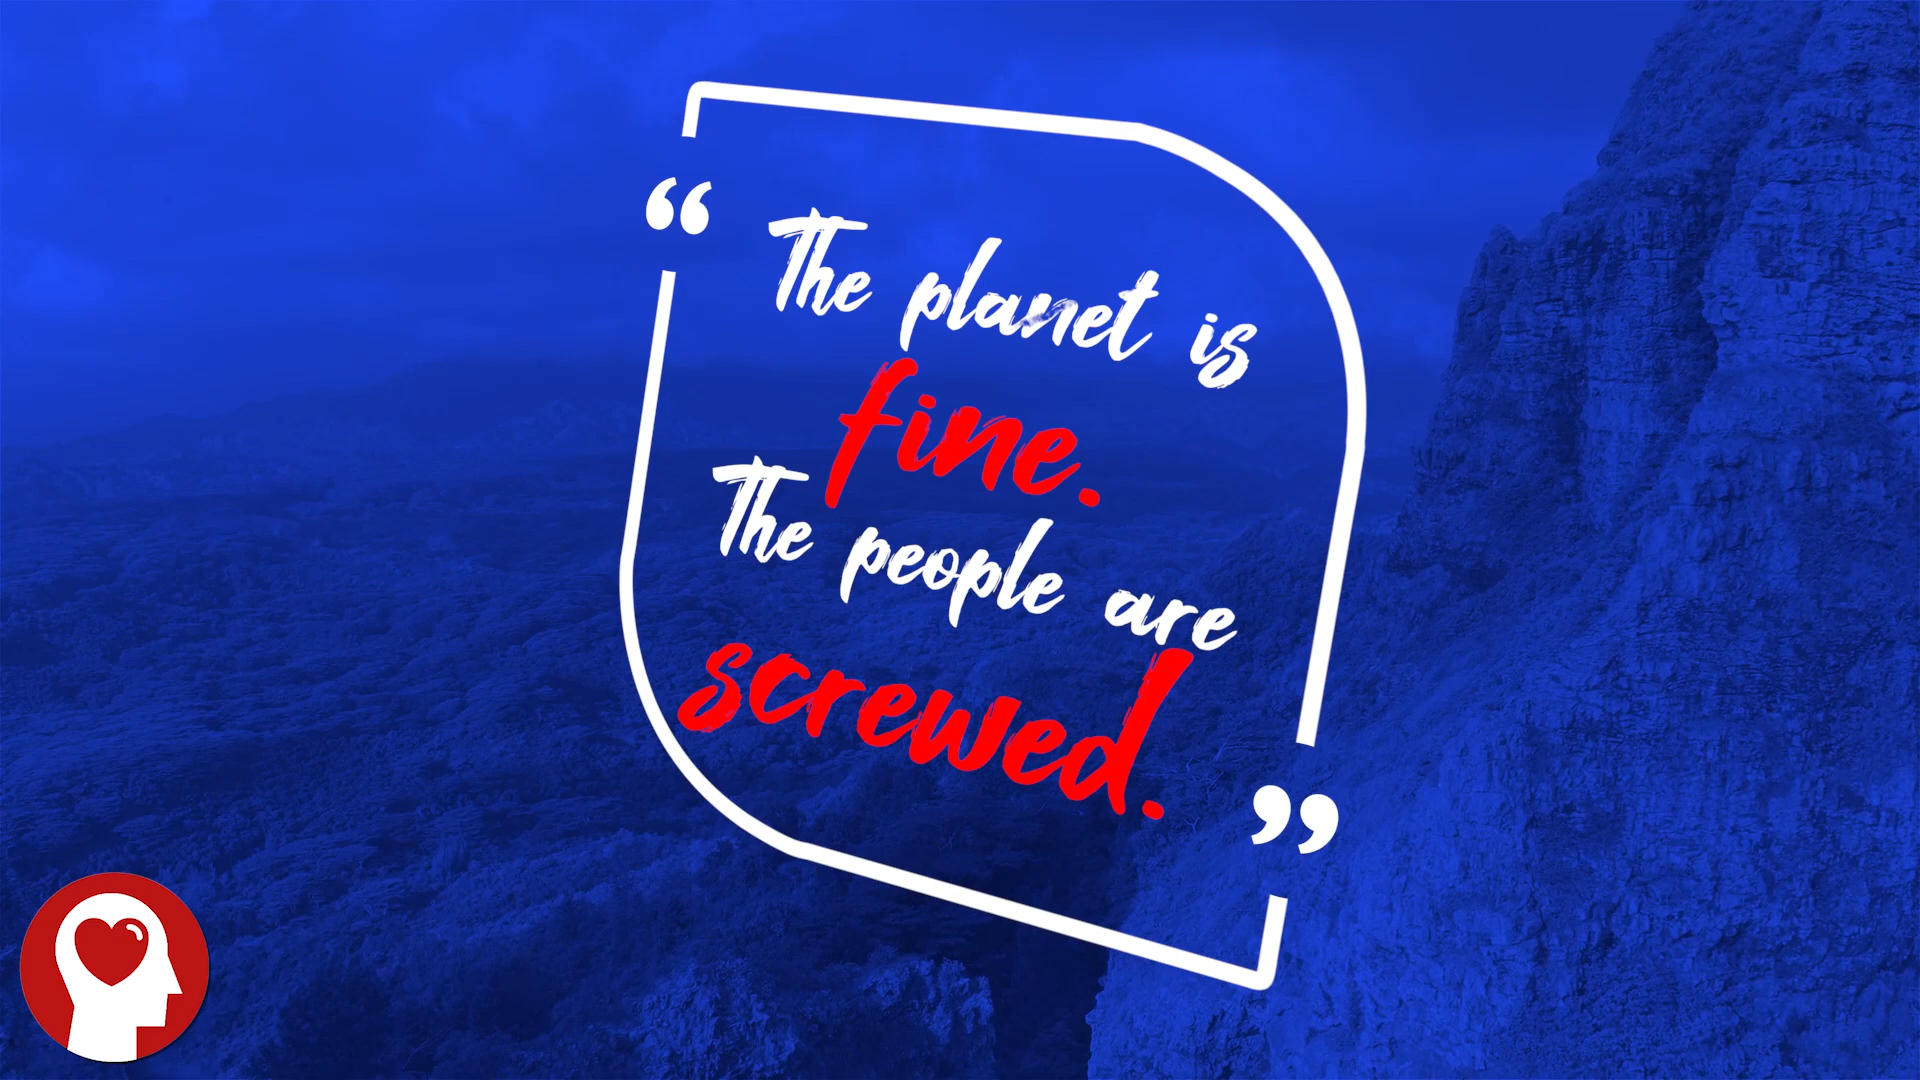 “ The planet is
fine.
The people are
screwed. ”